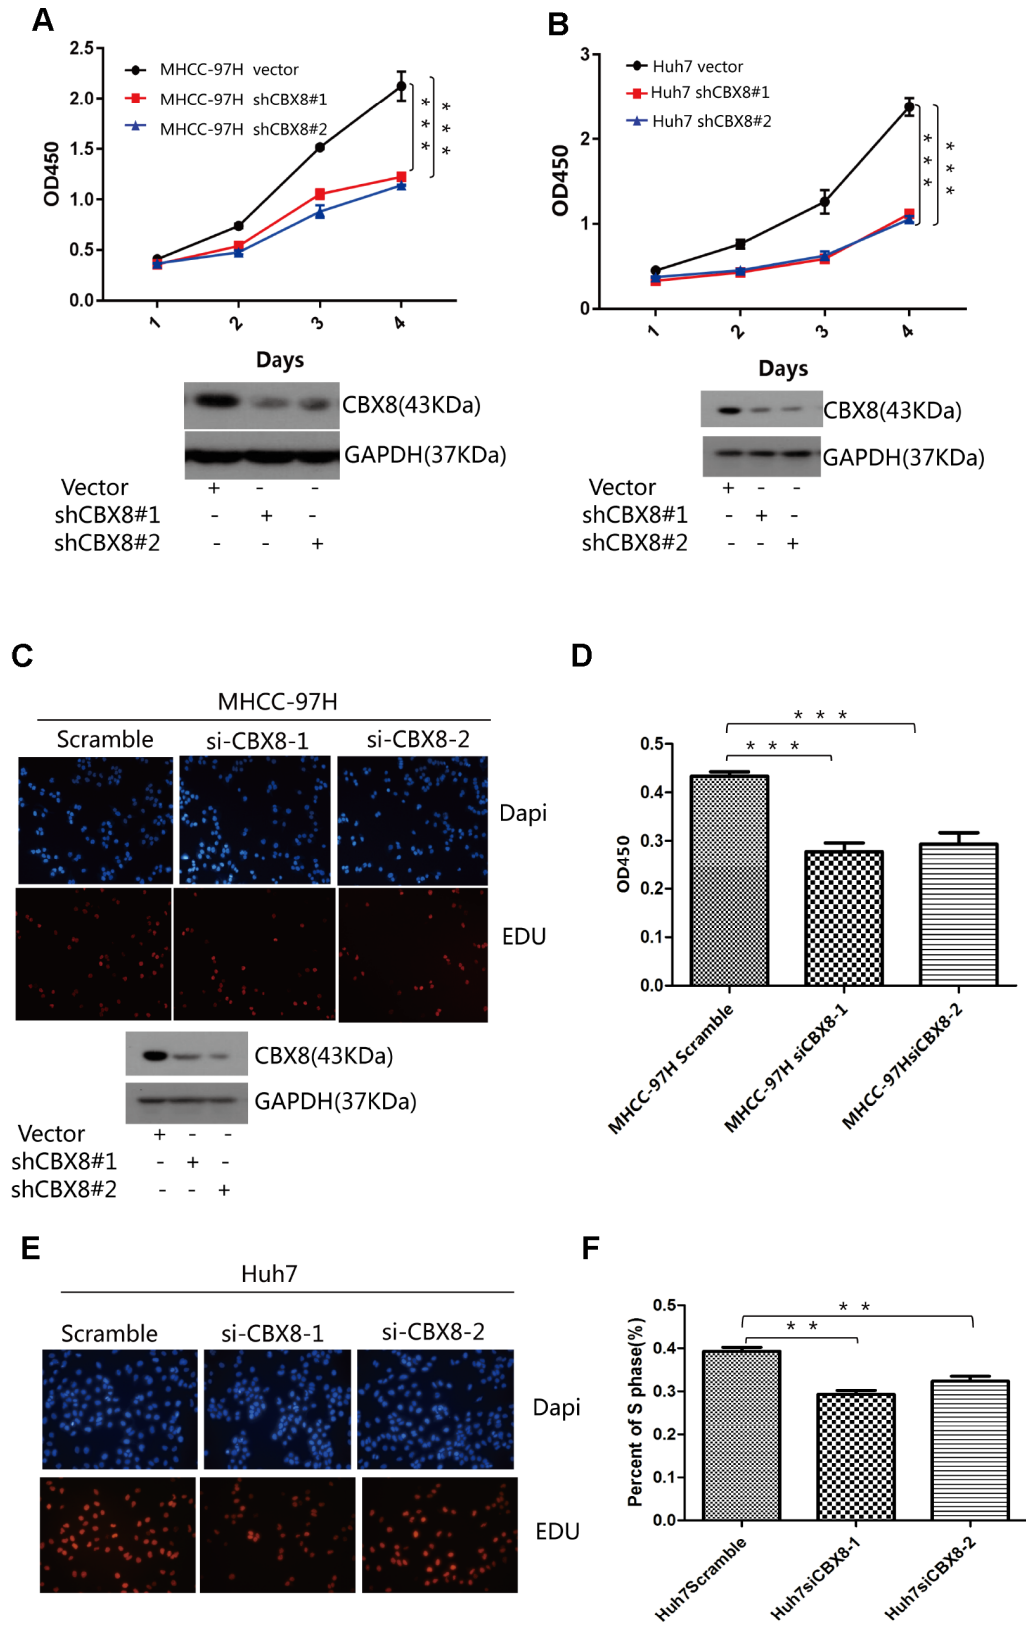 A
2.5
2.0
1.5
1.0
0.5
0.0
OD450
MHCC-97H vector
MHCC-97H shCBX8#1
MHCC-97H shCBX8#2
* * *
* * *
1 2 3 4
Days
CBX8(43KDa)
GAPDH(37KDa)
Vector + - -
shCBX8#1 - + -
shCBX8#2 - - +
B
3
2
1
0
OD450
Huh7 vector
Huh7 shCBX8#1
Huh7 shCBX8#2
* * *
* * *
1 2 3 4
Days
CBX8(43KDa)
GAPDH(37KDa)
Vector + - -
shCBX8#1 - + -
shCBX8#2 - - +
C
MHCC-97H
Scramble si-CBX8-1 si-CBX8-2
Dapi
EDU
CBX8(43KDa)
GAPDH(37KDa)
Vector + - -
shCBX8#1 - + -
shCBX8#2 - - +
D
* * *
* * *
0.5
0.4
0.3
0.2
0.1
0.0
OD450
MHCC-97H Scramble
MHCC-97H siCBX8-1
MHCC-97HsiCBX8-2
E
Huh7
Scramble si-CBX8-1 si-CBX8-2
Dapi
EDU
F
* *
* *
0.5
0.4
0.3
0.2
0.1
0.0
Percent of S phase(%)
Huh7Scramble
Huh7siCBX8-1
Huh7siCBX8-2